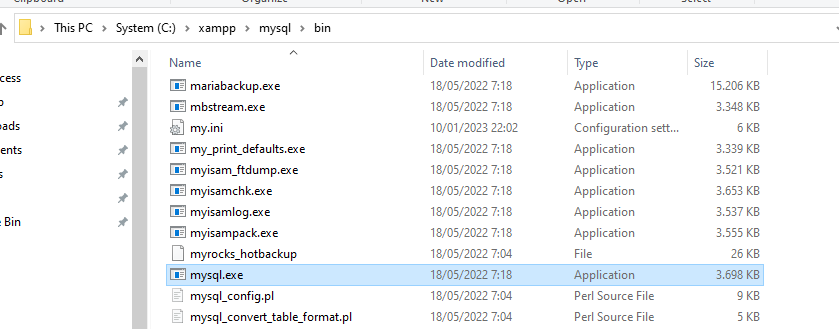 Clipboard Organize New Open Select
This PC > System (C:) > xampp > mysql > bin
Name Date modified Type Size
cess
mariabackup.exe 18/05/2022 7:18 Application 15.206 KB
mbstream.exe 18/05/2022 7:18 Application 3.348 KB
oads my.ini 10/01/2023 22:02 Configuration sett... 6 KB
ents my_print_defaults.exe 18/05/2022 7:18 Application 3.339 KB
s myisam_ftdump.exe 18/05/2022 7:18 Application 3.521 KB
myisamchk.exe 18/05/2022 7:18 Application 3.653 KB
myisamlog.exe 18/05/2022 7:18 Application 3.537 KB
e Bin myisampack.exe 18/05/2022 7:18 Application 3.555 KB
myrocks_hotbackup 18/05/2022 7:04 File 26 KB
mysql.exe 18/05/2022 7:18 Application 3.698 KB
mysql_config.pl 18/05/2022 7:04 Perl Source File 9 KB
mysql_convert_table_format.pl 18/05/2022 7:04 Perl Source File 5 KB